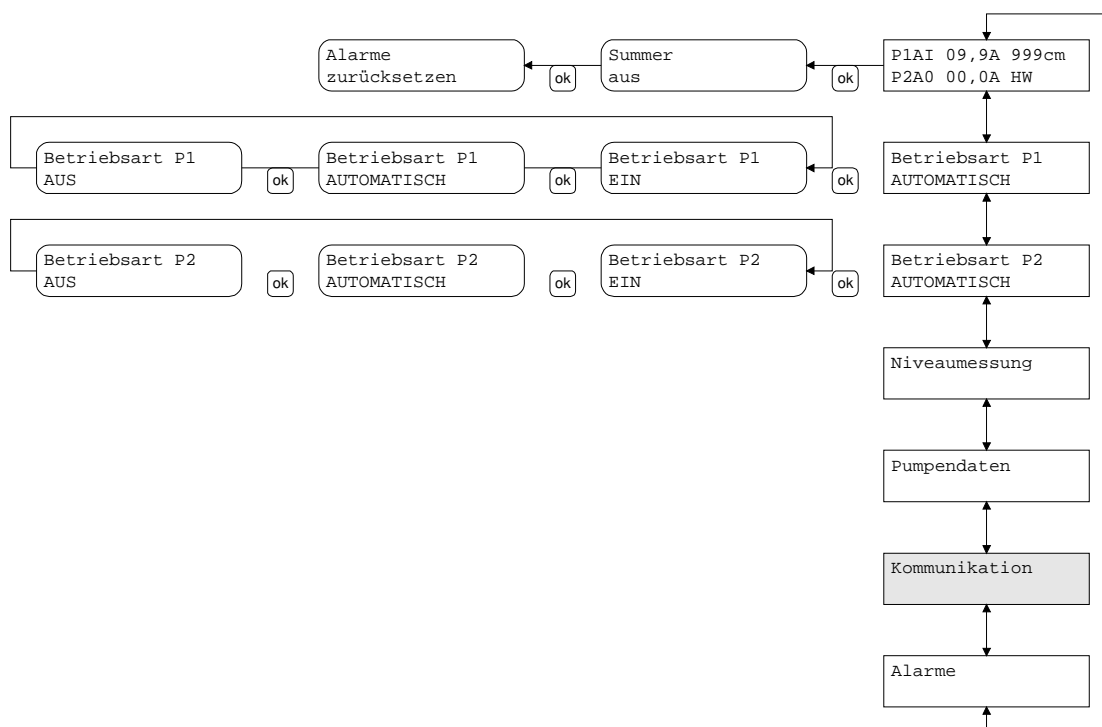 Alarme
zurücksetzen
ok
Summer
aus
ok
P1AI 09,9A 999cm
P2A0 00,0A HW
Betriebsart P1
AUS
ok
Betriebsart P1
AUTOMATISCH
ok
Betriebsart P1
EIN
ok
Betriebsart P1
AUTOMATISCH
Betriebsart P2
AUS
ok
Betriebsart P2
AUTOMATISCH
ok
Betriebsart P2
EIN
ok
Betriebsart P2
AUTOMATISCH
Niveaumessung
Pumpendaten
Kommunikation
Alarme